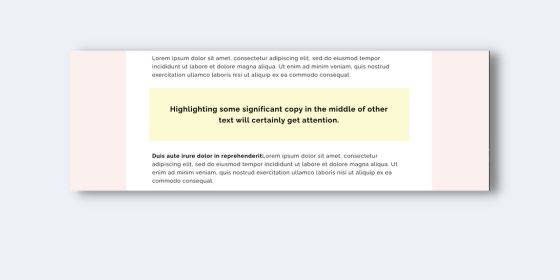 Lorem ipsum dolor sit amet, consectetur adipiscing elit, sed do eiusmod tempor
incididunt ut labore et dolore magna aliqua. Ut enim ad minim veniam, quis nostrud
exercitation ullamco laboris nisi ut aliquip ex ea commodo consequat.
Highlighting some significant copy in the middle of other
text will certainly get attention.
Duis aute irure dolor in reprehenderit!Lorem ipsum dolor sit amet, consectetur
adipiscing elit, sed do eiusmod tempor incididunt ut labore et dolore magna aliqua. Ut
enim ad minim veniam, quis nostrud exercitation ullamco laboris nisi ut aliquip ex ea
commodo consequat.